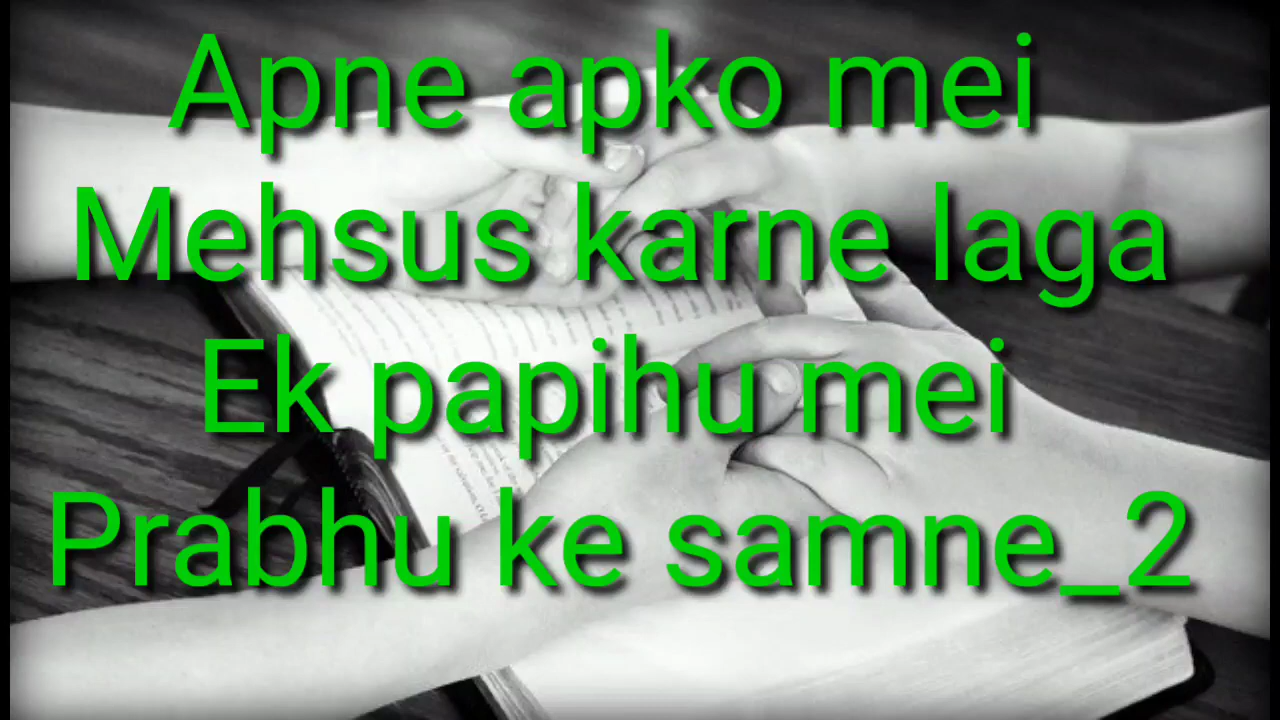 Apne apko mei
Mehsus karne laga
Ek papihu mei
Prabhu ke samne_2